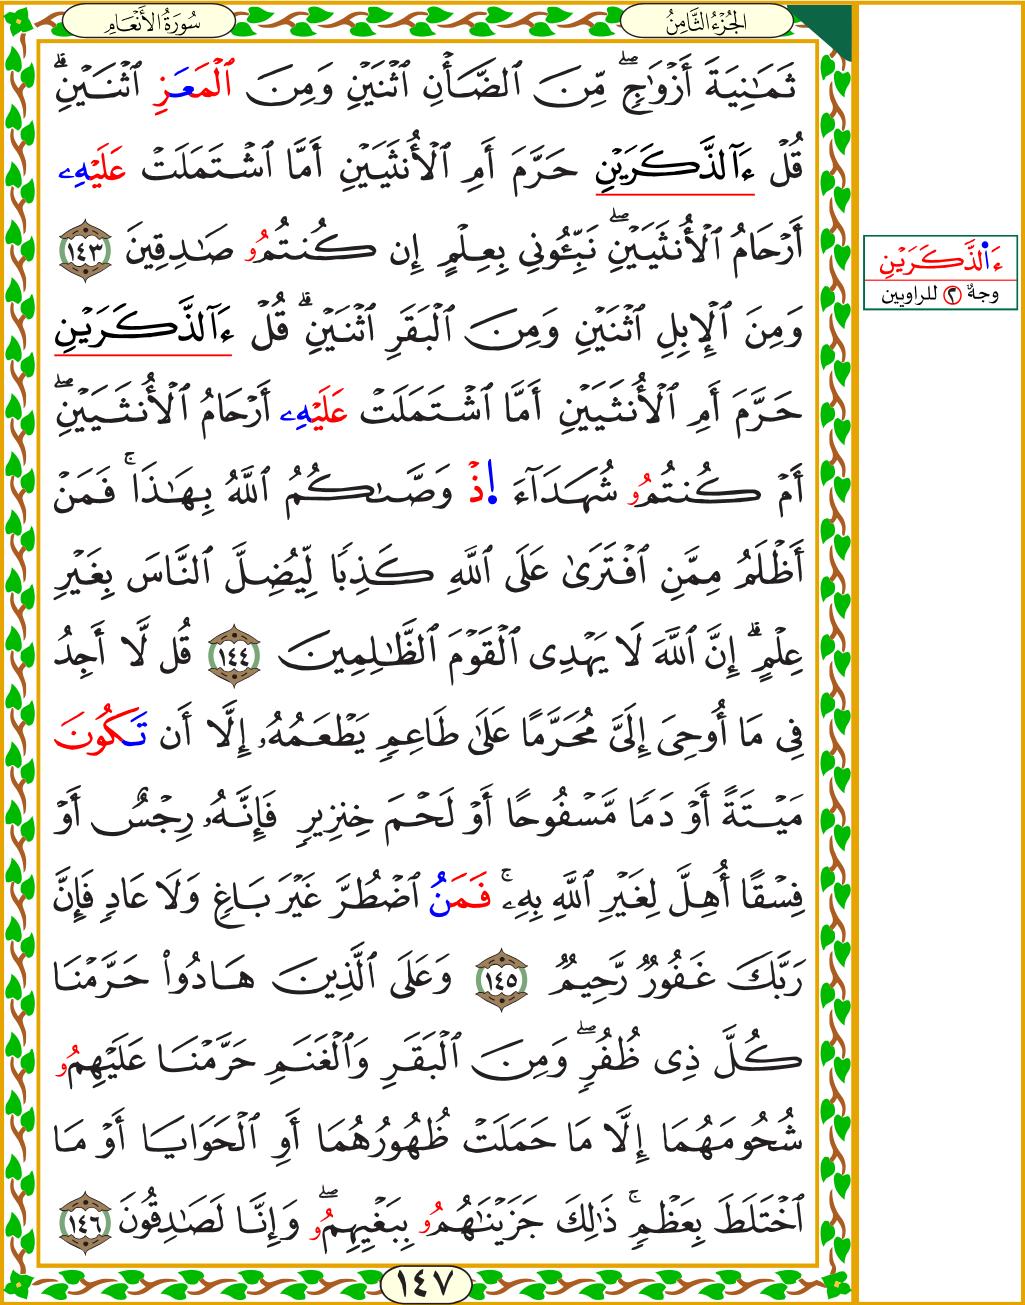 الجُزْءُ الثَّامِنُ
سُورَةُ الأَنْعَامِ
ثَمَٰنِيَةَ أَزْوَٰجٖۖ مِّنَ ٱلضَّأْنِ ٱثْنَيْنِ وَمِنَ ٱلْمَعَزِ ٱثْنَيْنِۗ
قُلْ ءَآلذَّكَرَيْنِ حَرَّمَ أَمِ ٱلْأُنثَيَيْنِ أَمَّا ٱشْتَمَلَتْ عَلَيْهِۦ
أَرْحَامُ ٱلْأُنثَيَيْنِۖ نَبِّـُٔونِى بِعِلْمٍ إِن كُنتُمُۥ صَٰدِقِينَ ١٤٣
وَمِنَ ٱلْإِبِلِ ٱثْنَيْنِ وَمِنَ ٱلْبَقَرِ ٱثْنَيْنِۗ قُلْ ءَآلذَّكَرَيْنِ
حَرَّمَ أَمِ ٱلْأُنثَيَيْنِ أَمَّا ٱشْتَمَلَتْ عَلَيْهِۦ أَرْحَامُ ٱلْأُنثَيَيْنِۖ
أَمْ كُنتُمُۥ شُهَدَآءَ اِ۬ذْ وَصَّىٰكُمُ ٱللَّهُ بِهَٰذَاۚ فَمَنْ
أَظْلَمُ مِمَّنِ ٱفْتَرَىٰ عَلَى ٱللَّهِ كَذِبًا لِّيُضِلَّ ٱلنَّاسَ بِغَيْرِ
عِلْمٍۗ إِنَّ ٱللَّهَ لَا يَهْدِى ٱلْقَوْمَ ٱلظَّٰلِمِينَ ١٤٤ قُل لَّا أَجِدُ
فِى مَا أُوحِىَ إِلَىَّ مُحَرَّمًا عَلَىٰ طَاعِمٍ يَطْعَمُهُۥ إِلَّا أَن تَكُونَ
مَيْتَةً أَوْ دَمًا مَّسْفُوحًا أَوْ لَحْمَ خِنزِيرٍ فَإِنَّهُۥ رِجْسٌ أَوْ
فِسْقًا أُهِلَّ لِغَيْرِ ٱللَّهِ بِهِۦۚ فَمَنُ ٱضْطُرَّ غَيْرَ بَاغٍ وَلَا عَادٍ فَإِنَّ
رَبَّكَ غَفُورٌ رَّحِيمٌ ١٤٥ وَعَلَى ٱلَّذِينَ هَادُوا۟ حَرَّمْنَا
كُلَّ ذِى ظُفُرٍۖ وَمِنَ ٱلْبَقَرِ وَٱلْغَنَمِ حَرَّمْنَا عَلَيْهِمُۥ
شُحُومَهُمَا إِلَّا مَا حَمَلَتْ ظُهُورُهُمَا أَوِ ٱلْحَوَايَا أَوْ مَا
ٱخْتَلَطَ بِعَظْمٍۚ ذَٰلِكَ جَزَيْنَٰهُمُۥ بِبَغْيِهِمُۥۖ وَإِنَّا لَصَٰدِقُونَ ١٤٦
١٤٧
ءَا۬لذَّكَرَيْنِ
وجهٌ ٢ للراويين